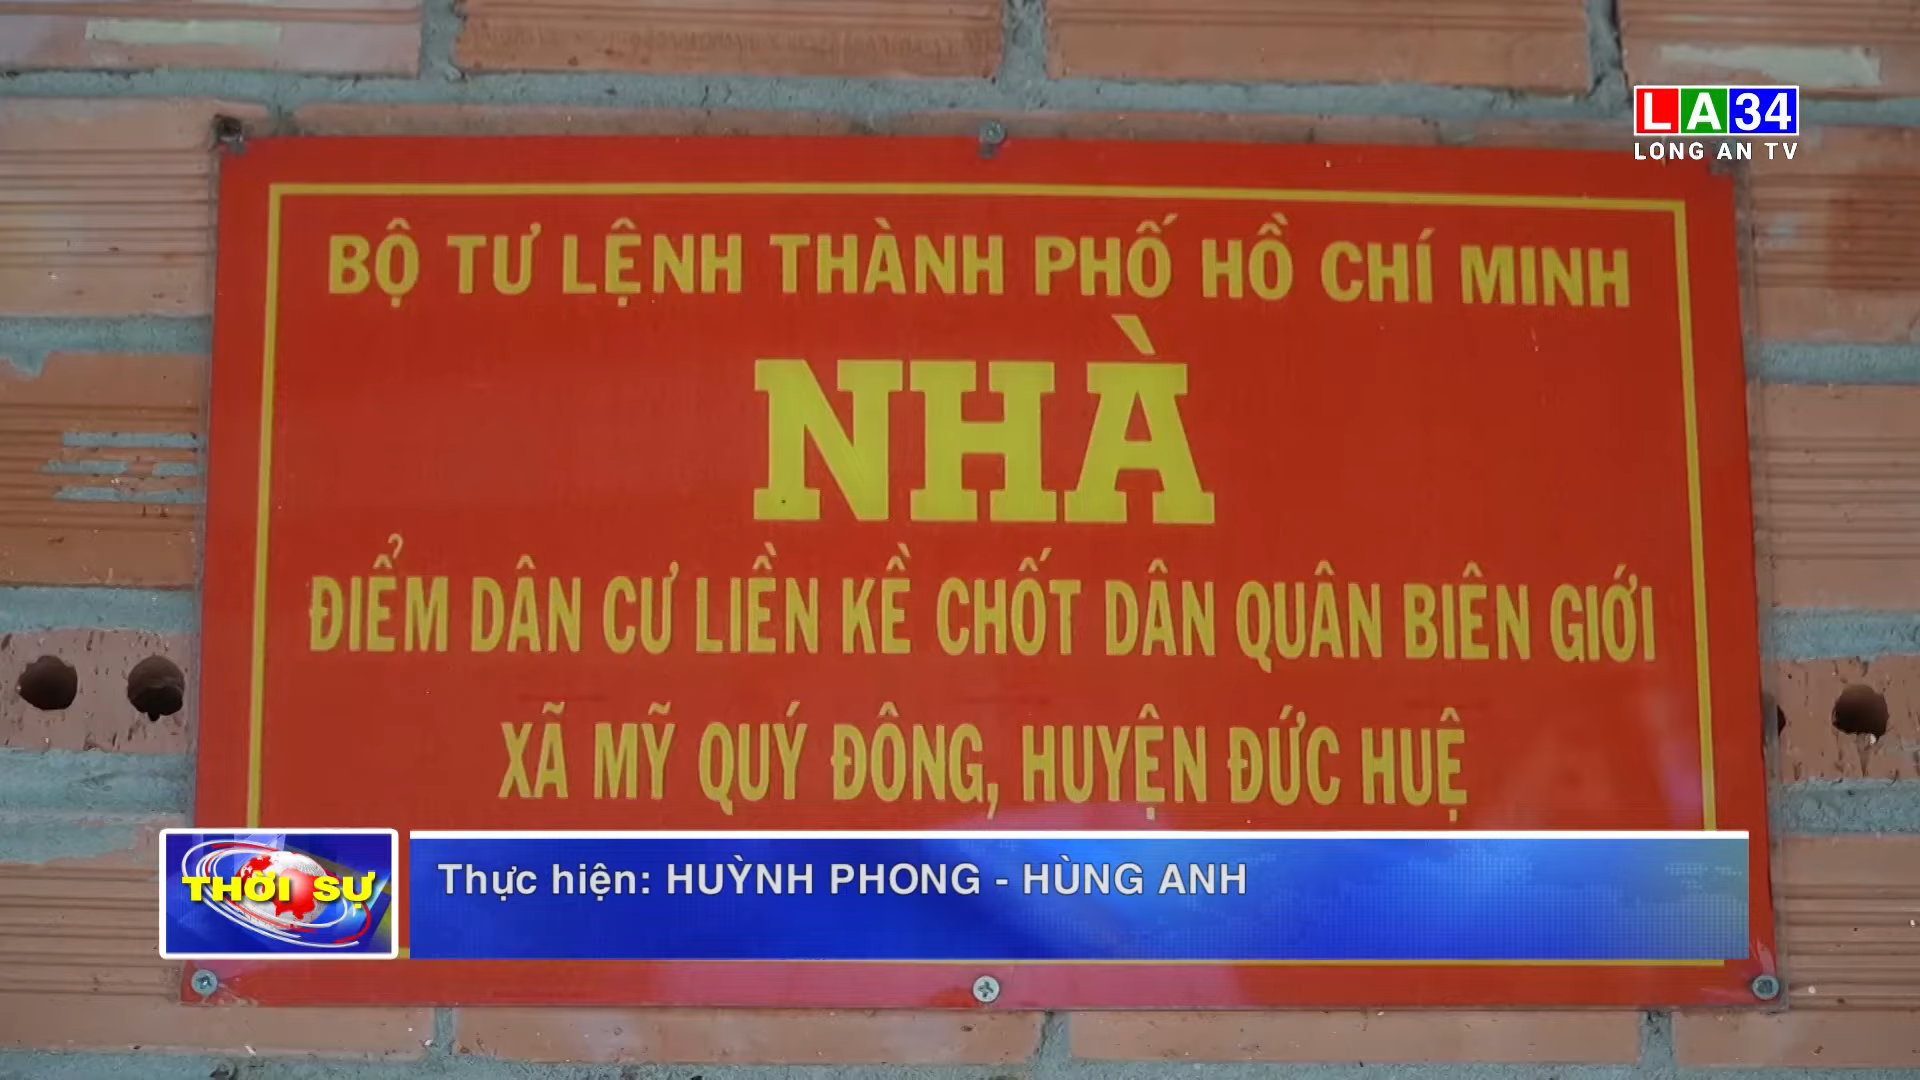 LA34
LONG AN TV
BỘ TƯ LỆNH THÀNH PHỐ HỒ CHÍ MINH
NHÀ
ĐIỂM DÂN CƯ LIỀN KỀ CHỐT DÂN QUÂN BIÊN GIỚI
XÃ MỸ QUÝ ĐÔNG, HUYỆN ĐỨC HUỆ
THỜI SỰ
Thực hiện: HUỲNH PHONG - HÙNG ANH